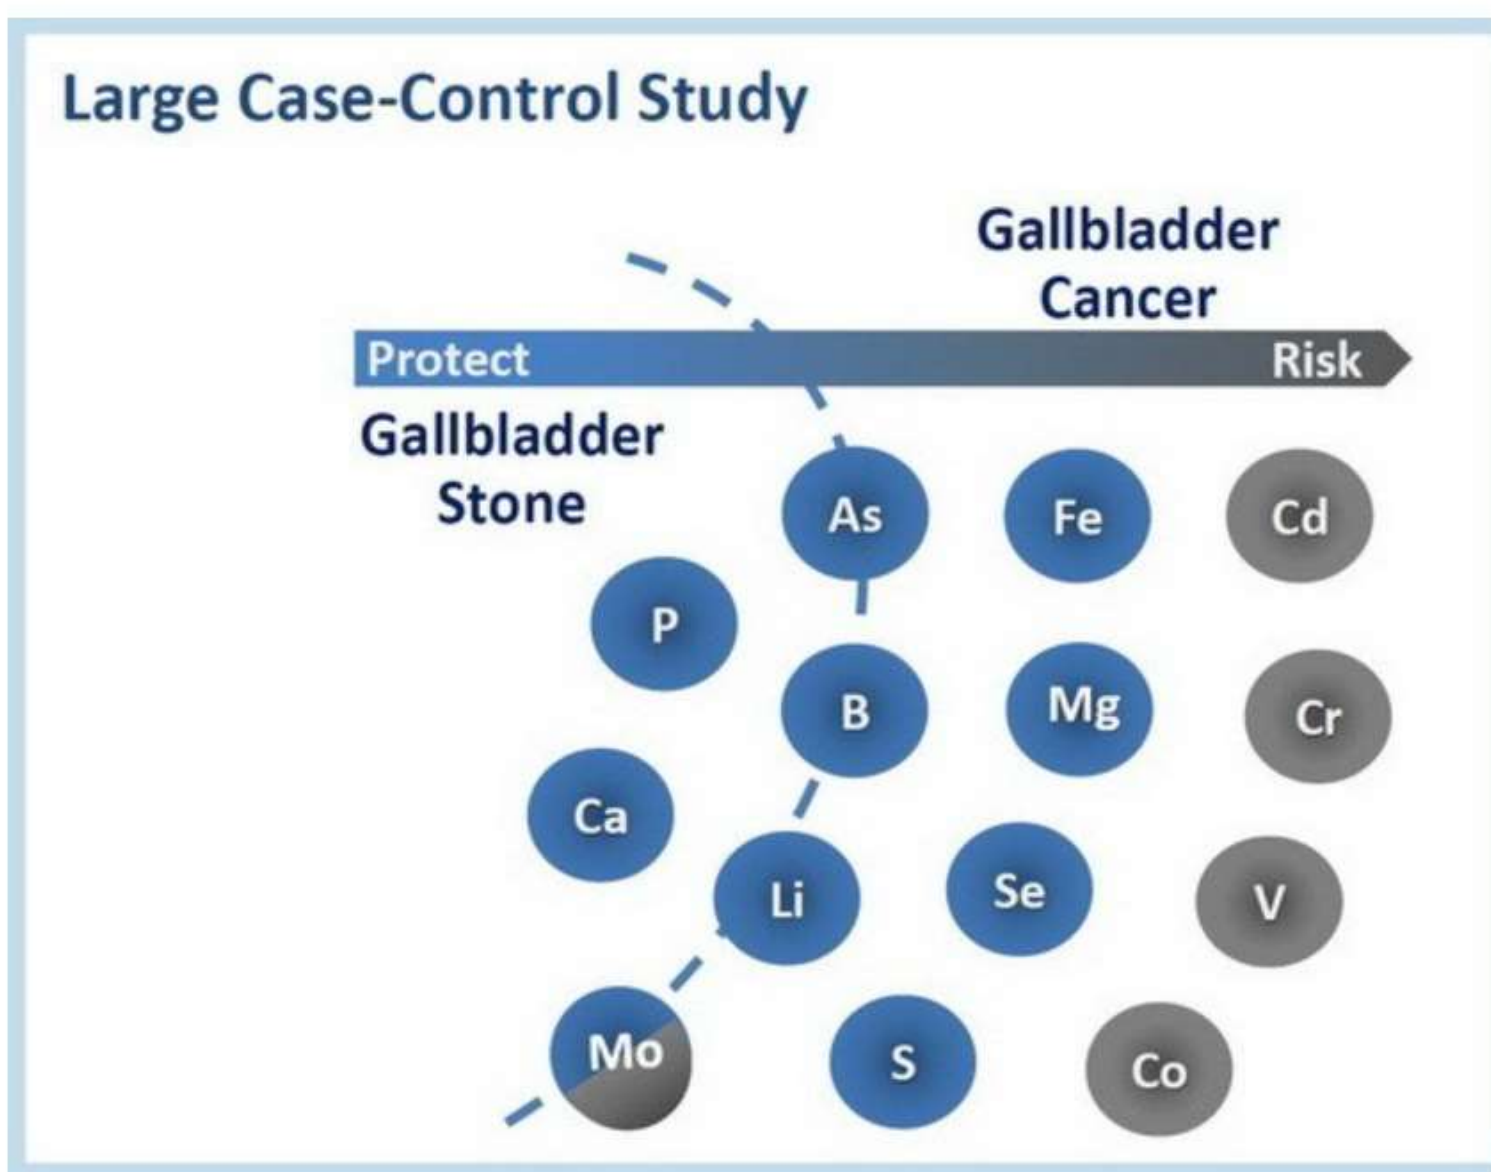 Large Case-Control Study
Gallbladder
Cancer
Protect Risk
Gallbladder
Stone
As Fe Cd
P
B Mg Cr
Ca
Li Se V
Mo S Co